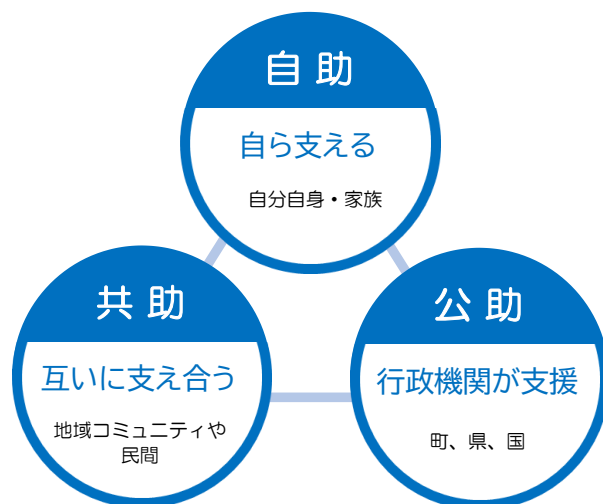 自助
自ら支える
自分自身・家族
共助
互いに支え合う
地域コミュニティや
民間
公助
行政機関が支援
町、県、国